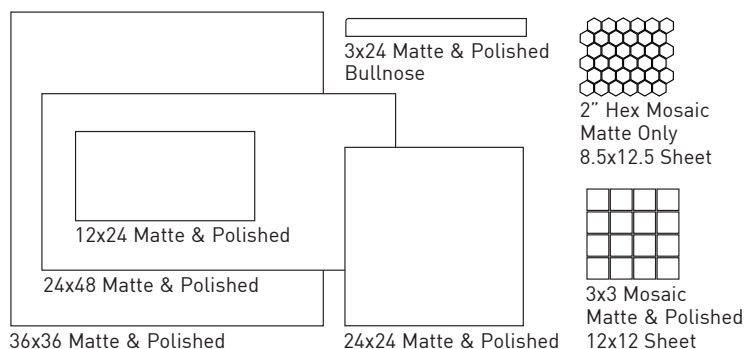 3x24 Matte & Polished
Bullnose
2” Hex Mosaic
Matte Only
8.5x12.5 Sheet
12x24 Matte & Polished
24x48 Matte & Polished
36x36 Matte & Polished
24x24 Matte & Polished
3x3 Mosaic
Matte & Polished
12x12 Sheet